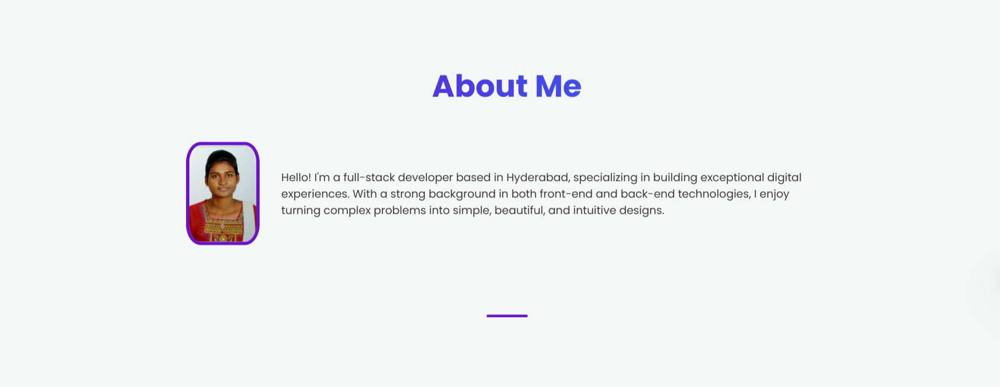 About Me
Hello! I'm a full-stack developer based in Hyderabad, specializing in building exceptional digital
experiences. With a strong background in both front-end and back-end technologies, I enjoy
turning complex problems into simple, beautiful, and intuitive designs.